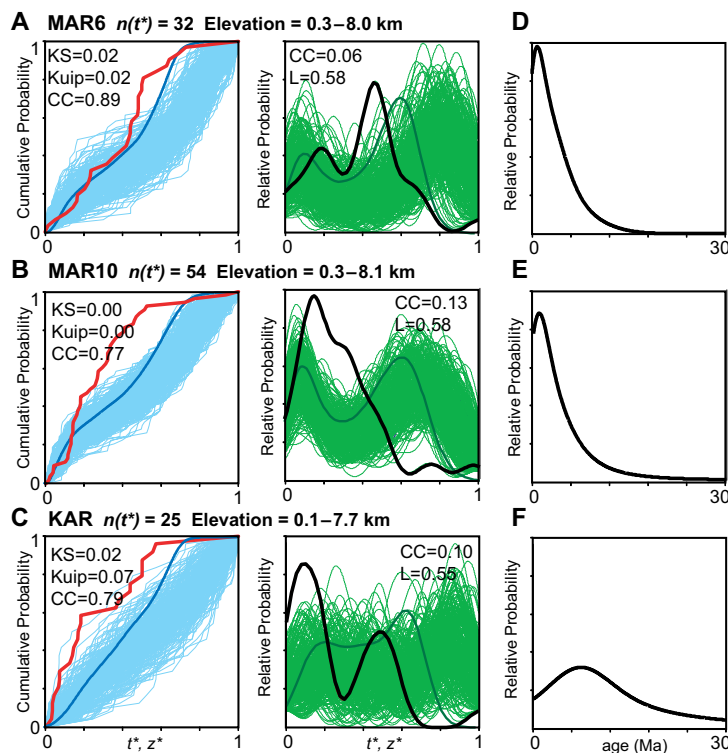 A MAR6 n(t*) = 32 Elevation = 0.3–8.0 km
D
Cumulative Probability
1
0
KS=0.02
Kuip=0.02
CC=0.89
0 1
Relative Probability
CC=0.06
L=0.58
0 1
Relative Probability
0 30
B MAR10 n(t*) = 54 Elevation = 0.3–8.1 km
E
Cumulative Probability
1
0
KS=0.00
Kuip=0.00
CC=0.77
0 1
Relative Probability
CC=0.13
L=0.58
0 1
Relative Probability
0 30
C KAR n(t*) = 25 Elevation = 0.1–7.7 km
F
Cumulative Probability
1
0
KS=0.02
Kuip=0.07
CC=0.79
0 t*, z* 1
Relative Probability
CC=0.10
L=0.55
0 t*, z* 1
Relative Probability
0 age (Ma) 30